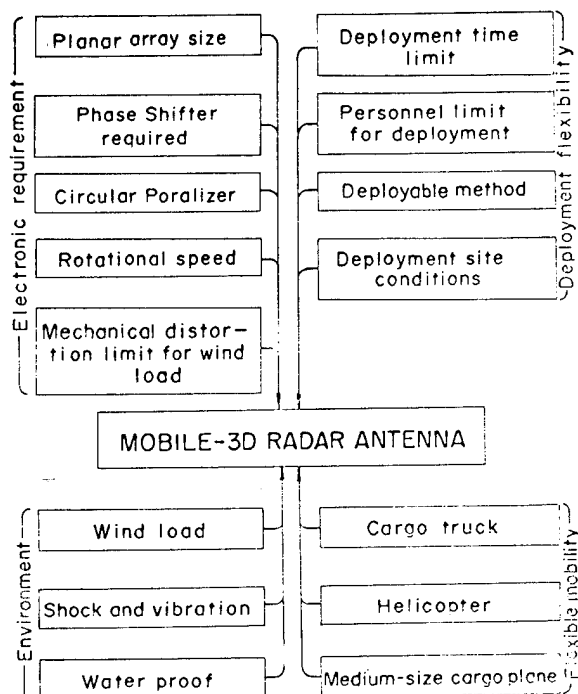 Electronic requirement
Planar array size
Phase Shifter
required
Circular Poralizer
Rotational speed
Mechanical distor-
tion limit for wind
load
Deployment flexibility
Deployment time
limit
Personnel limit
for deployment
Deployable method
Deployment site
conditions
MOBILE-3D RADAR ANTENNA
Environment
Wind load
Shock and vibration
Water proof
Flexible mobility
Cargo truck
Helicopter
Medium-size cargo plane